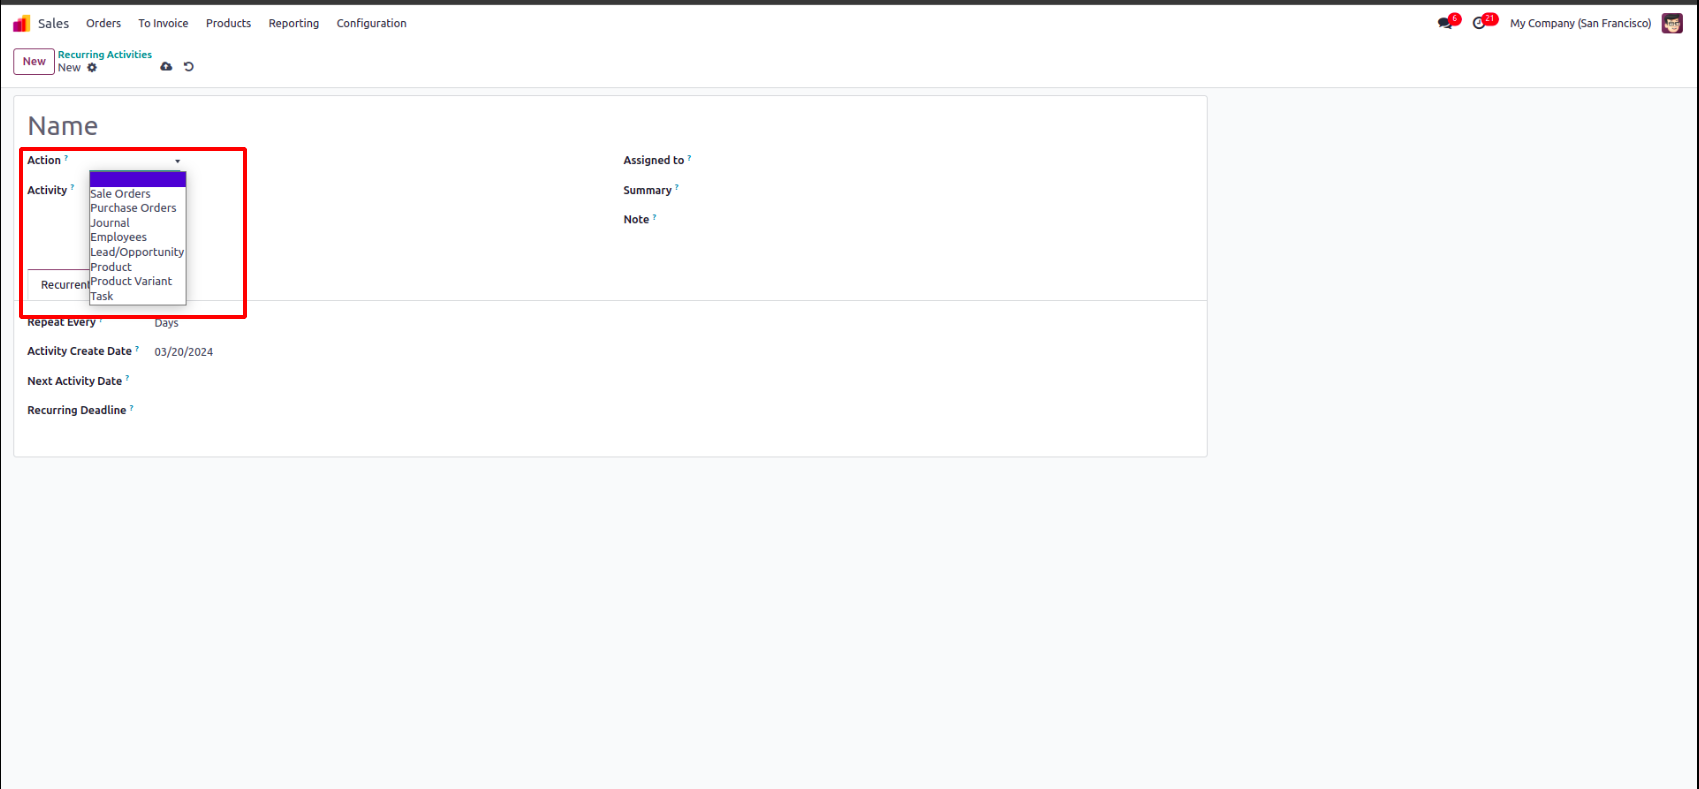 Sales Orders To Invoice Products Reporting Configuration 6 21 My Company (San Francisco)
New Recurring Activities
New
Name
Action ? Assigned to ?
Activity ? Summary ?
Note ?
Sale Orders
Purchase Orders
Journal
Employees
Lead/Opportunity
Product
Product Variant
Task
Recurrent
Repeat Every ? Days
Activity Create Date ? 03/20/2024
Next Activity Date ?
Recurring Deadline ?